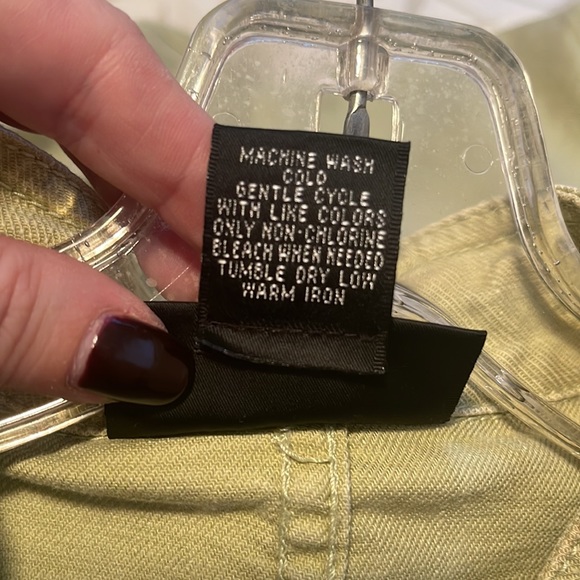 MACHINE WASH
COLD
GENTLE CYCLE
WITH LIKE COLORS
ONLY NON-CHLORINE
BLEACH WHEN NEEDED
TUMBLE DRY LOW
WARM IRON